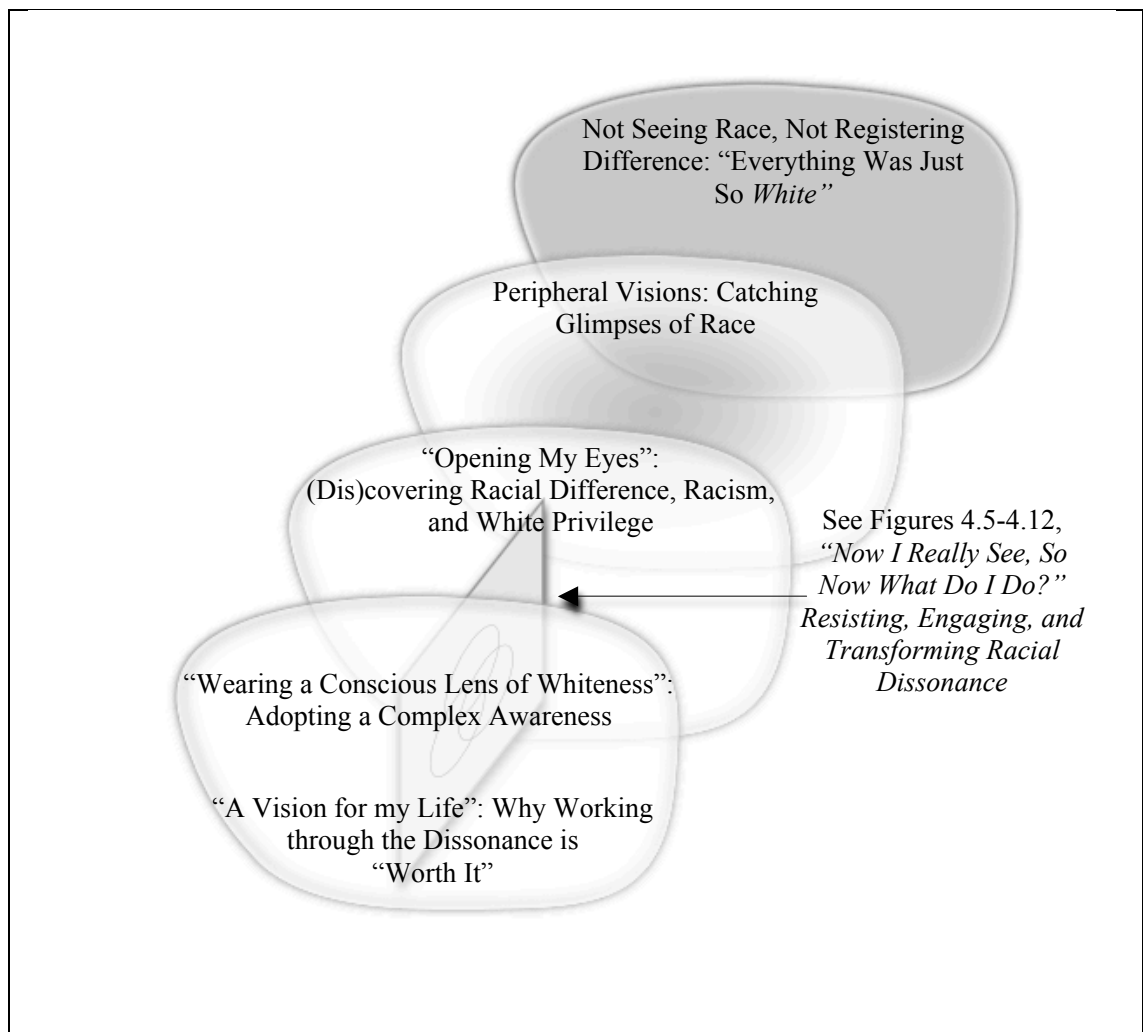 Not Seeing Race, Not Registering
Difference: “Everything Was Just
So White”
Peripheral Visions: Catching
Glimpses of Race
“Opening My Eyes”:
(Dis)covering Racial Difference, Racism,
and White Privilege
See Figures 4.5-4.12,
“Now I Really See, So
Now What Do I Do?”
Resisting, Engaging, and
Transforming Racial
Dissonance
“Wearing a Conscious Lens of Whiteness”:
Adopting a Complex Awareness
“A Vision for my Life”: Why Working
through the Dissonance is
“Worth It”